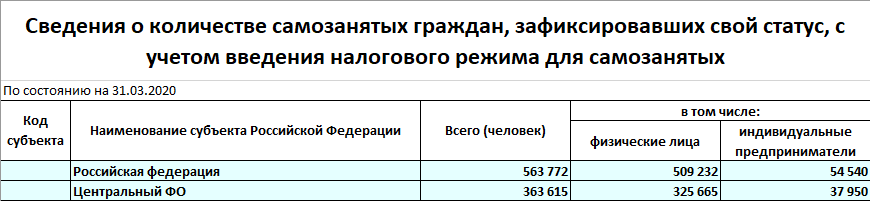 Сведения о количестве самозанятых граждан, зафиксировавших свой статус, с
учетом введения налогового режима для самозанятых
По состоянию на 31.03.2020
Код субъекта
Наименование субъекта Российской Федерации
Всего (человек)
в том числе:
физические лица
индивидуальные предприниматели
Российская федерация 563 772 509 232 54 540
Центральный ФО 363 615 325 665 37 950